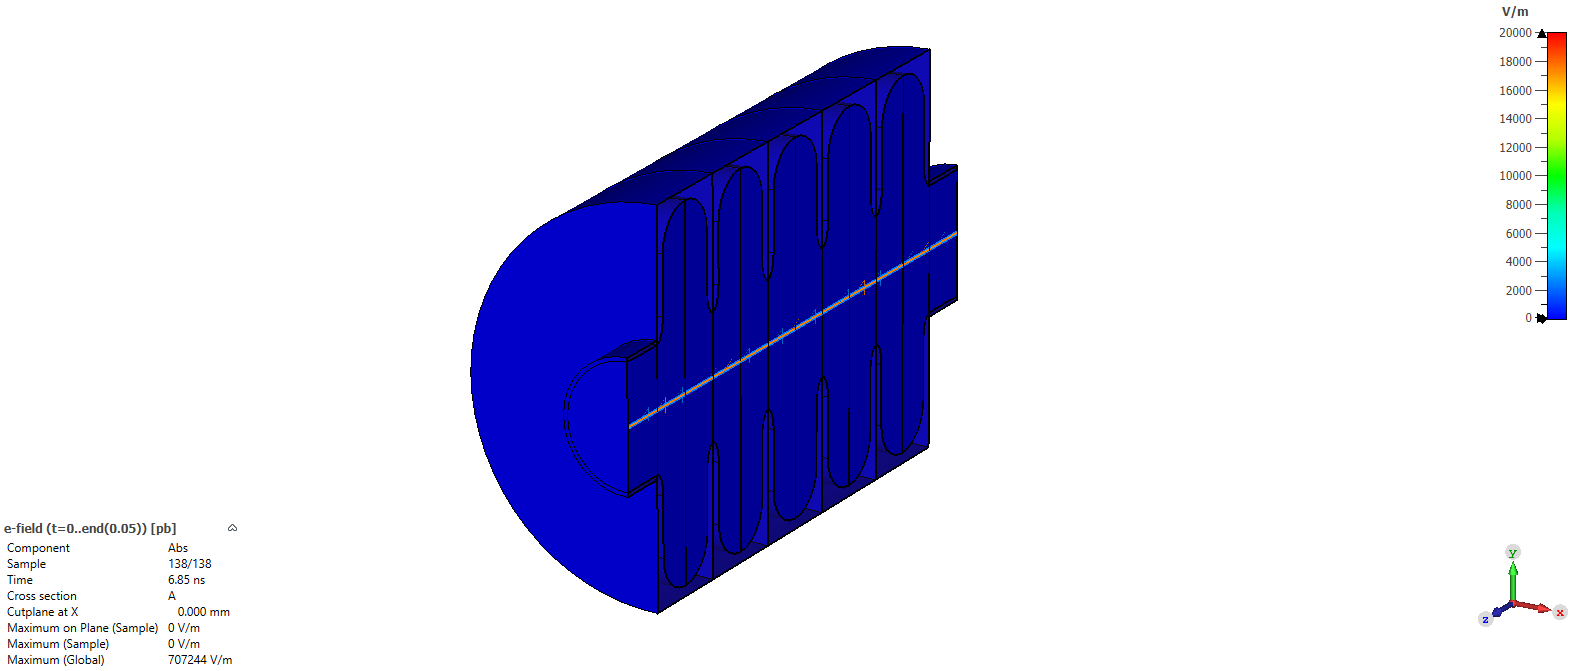 V/m
20000
18000
16000
14000
12000
10000
8000
6000
4000
2000
0
e-field (t=0..end(0.05)) [pb]
Component Abs
Sample 138/138
Time 6.85 ns
Cross section A
Cutplane at X 0.000 mm
Maximum on Plane (Sample) 0 V/m
Maximum (Sample) 0 V/m
Maximum (Global) 707244 V/m
y
x
z